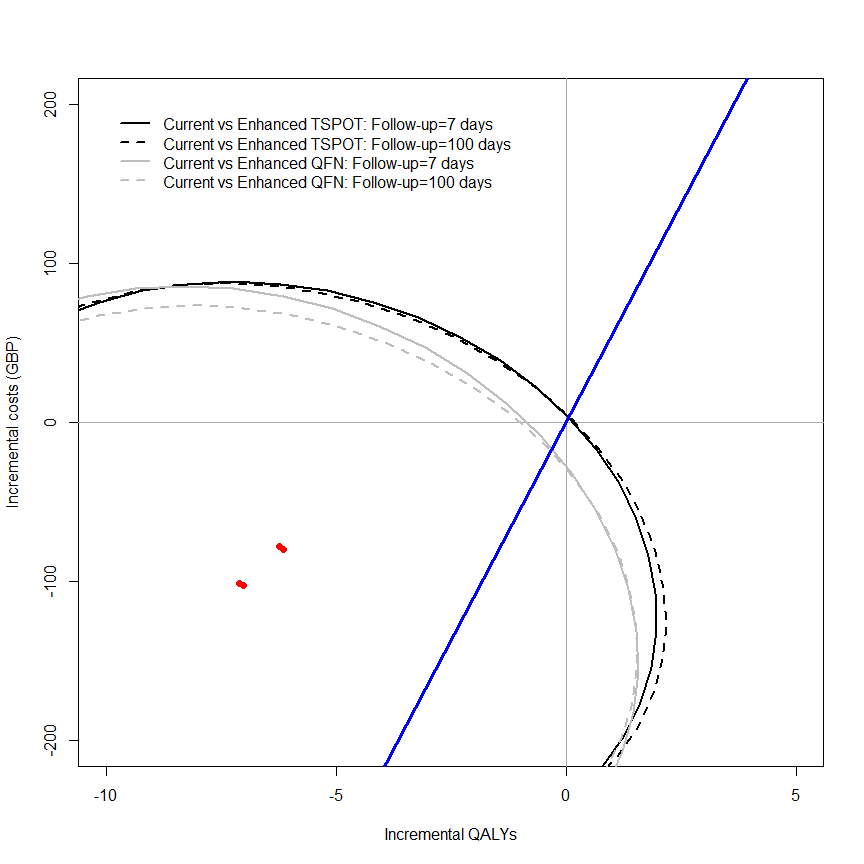 Current vs Enhanced TSPOT: Follow-up=7 days
Current vs Enhanced TSPOT: Follow-up=100 days
Current vs Enhanced QFN: Follow-up=7 days
Current vs Enhanced QFN: Follow-up=100 days
Incremental costs (GBP)
200
100
0
-100
-200
-10
-5
0
5
Incremental QALYs